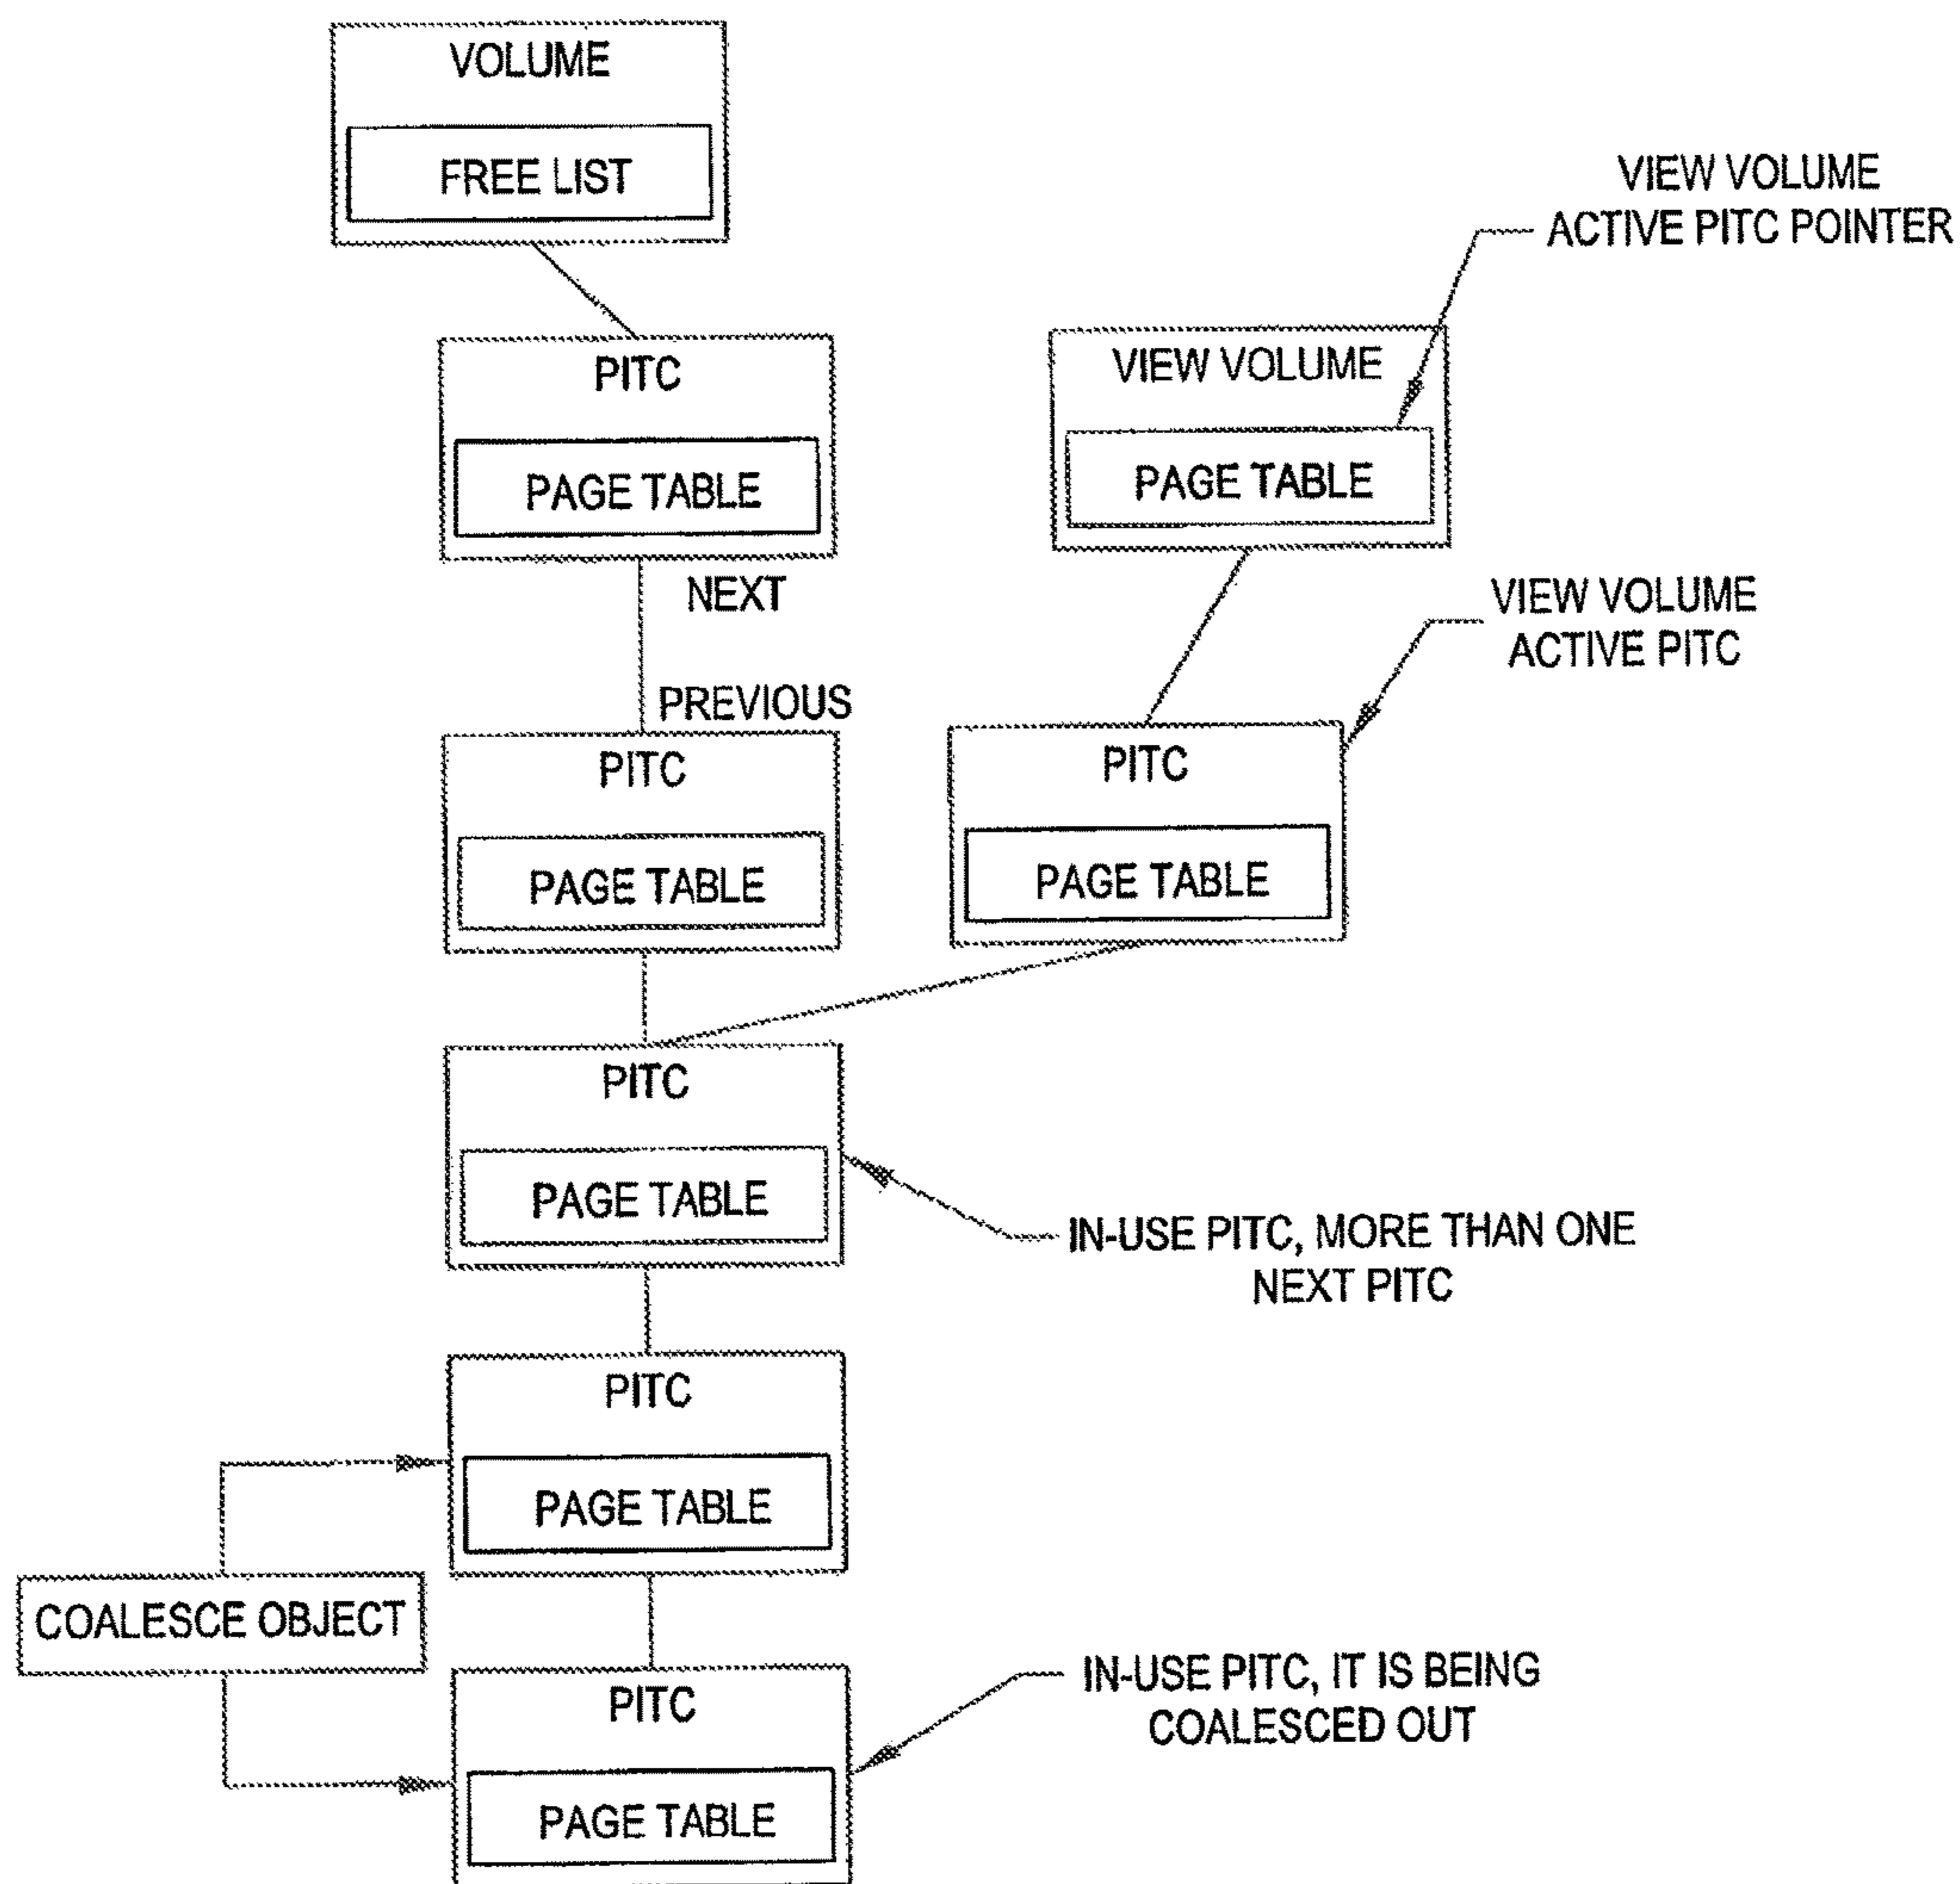 VOLUME
FREE LIST
VIEW VOLUME
ACTIVE PITC POINTER
PITC
PAGE TABLE
VIEW VOLUME
PAGE TABLE
NEXT
PREVIOUS
VIEW VOLUME
ACTIVE PITC
PITC
PAGE TABLE
PITC
PAGE TABLE
PITC
PAGE TABLE
IN-USE PITC, MORE THAN ONE
NEXT PITC
PITC
PAGE TABLE
COALESCE OBJECT
PITC
PAGE TABLE
IN-USE PITC, IT IS BEING
COALESCED OUT